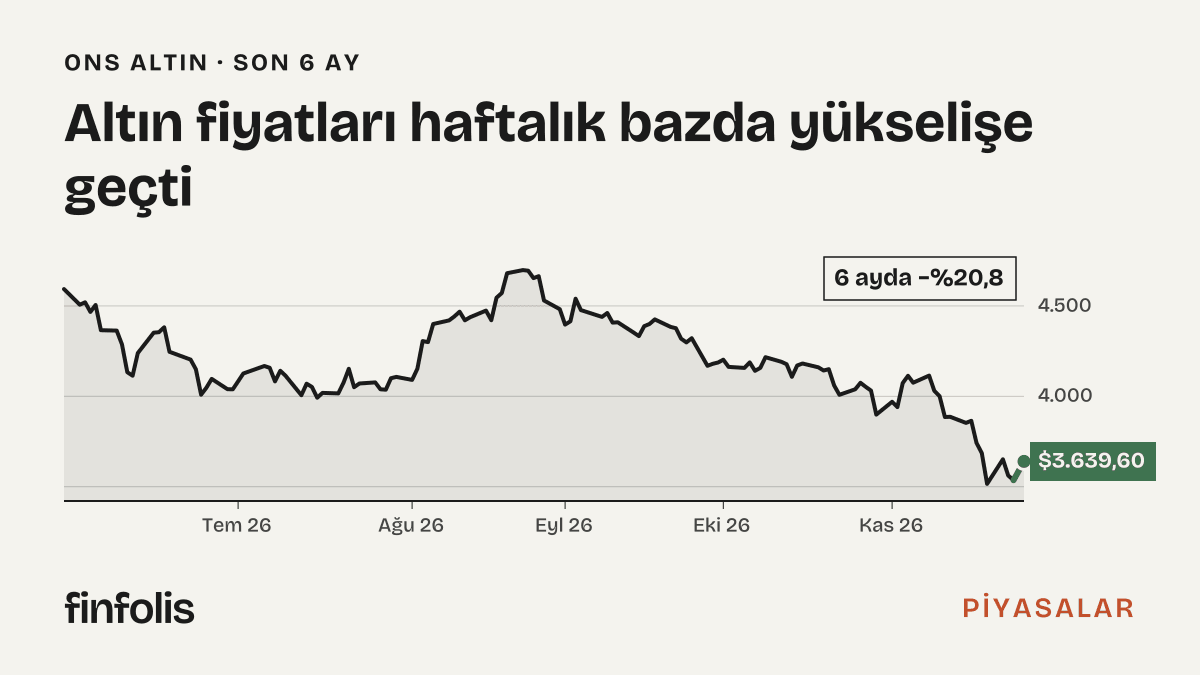 ONS ALTIN · SON 6 AY
Altın fiyatları haftalık bazda yükselişe
geçti
6 ayda -%20,8
4.500
4.000
$3.639,60
Tem 26
Ağu 26
Eyl 26
Eki 26
Kas 26
finfolis
PİYASALAR